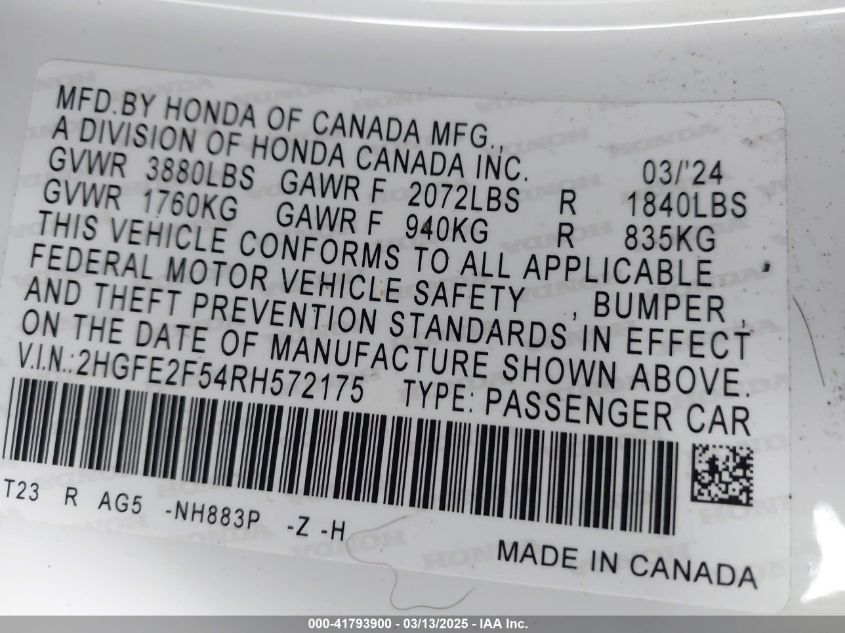 MFD.BY HONDA OF CANADA MFG.,
A DIVISION OF HONDA CANADA INC. 03/'24
GVWR 3880LBS GAWR F 2072LBS R 1840LBS
GVWR 1760KG GAWR F 940KG R 835KG
THIS VEHICLE CONFORMS TO ALL APPLICABLE
FEDERAL MOTOR VEHICLE SAFETY , BUMPER ,
AND THEFT PREVENTION STANDARDS IN EFFECT
ON THE DATE OF MANUFACTURE SHOWN ABOVE.
V.I.N.:2HGFE2F54RH572175 TYPE: PASSENGER CAR
T23 R AG5 -NH883P -Z -H
MADE IN CANADA
000-41793900 - 03/13/2025 - IAA Inc.